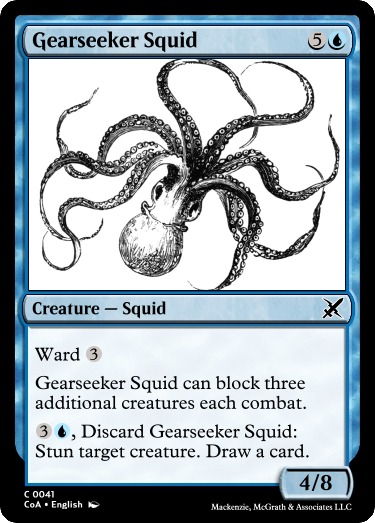 Gearseeker Squid 5
Creature — Squid
Ward 3
Gearseeker Squid can block three
additional creatures each combat.
3, Discard Gearseeker Squid:
Stun target creature. Draw a card.
4/8
C 0041
CoA • English
Mackenzie, McGrath & Associates LLC